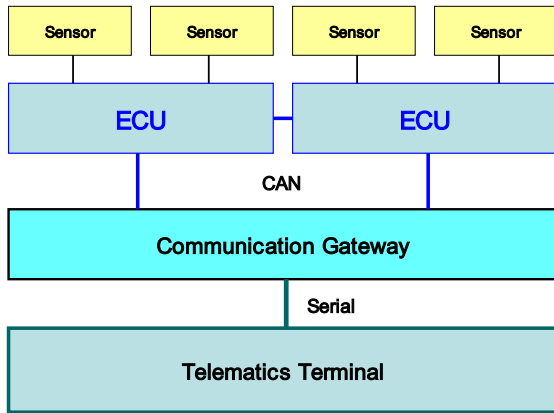 Sensor
Sensor
Sensor
Sensor
ECU
ECU
CAN
Communication Gateway
Serial
Telematics Terminal